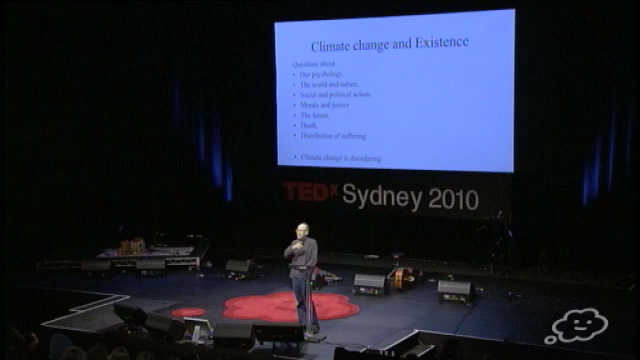 Climate change and Existence
Questions about
• Our psychology,
• The world and nature,
• Social and political action,
• Morals and justice
• The future,
• Death,
• Distribution of suffering
• Climate change is disordering
TEDx Sydney 2010